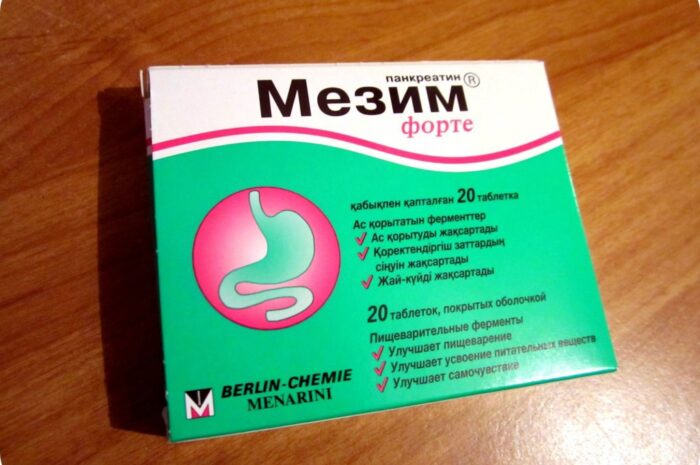 панкреатин
Мезим®
форте
қабықпен қапталған 20 таблетка
Ас қорытатын ферменттер
✓ Ас қорытуды жақсартады
✓ Қоректендіргіш заттардың
сіңуін жақсартады
✓ Жай-күйді жақсартады
20 таблеток, покрытых оболочкой
Пищеварительные ферменты
✓ Улучшает пищеварение
✓ Улучшает усвоение питательных веществ
✓ Улучшает самочувствие
M
BERLIN-CHEMIE
MENARINI